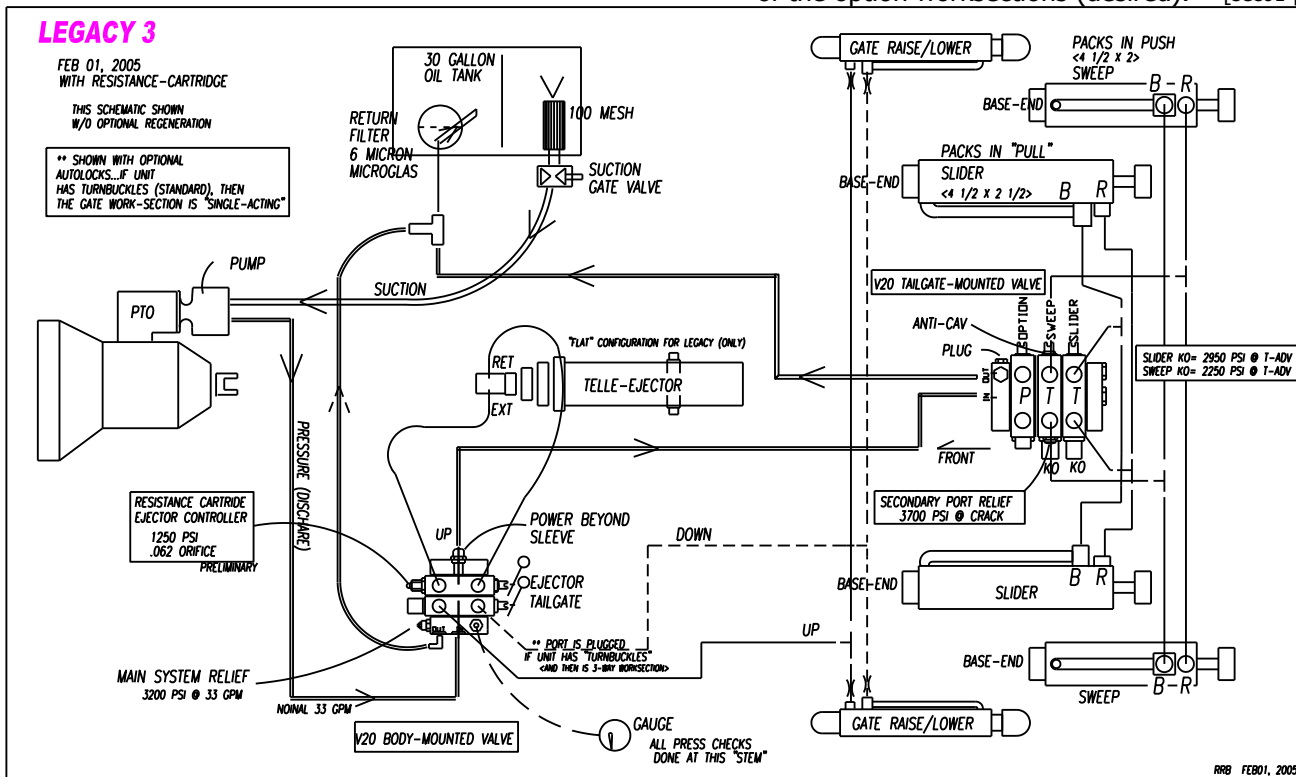 of the option worksections (desired).
LEGACY 3
FEB 01, 2005
WITH RESISTANCE-CARTRIDGE
THIS SCHEMATIC SHOWN
W/O OPTIONAL REGENERATION
** SHOWN WITH OPTIONAL
AUTOLOCKS...IF UNIT
HAS TURNBUCKLES (STANDARD), THEN
THE GATE WORK-SECTION IS "SINGLE-ACTING"
30 GALLON
OIL TANK
RETURN
FILTER
6 MICRON
MICROGLAS
100 MESH
SUCTION
GATE VALVE
PUMP
PTO
SUCTION
PRESSURE (DISCHARE)
"FLAT" CONFIGURATION FOR LEGACY (ONLY)
RET
EXT
TELLE-EJECTOR
RESISTANCE CARTRIDE
EJECTOR CONTROLLER
1250 PSI
.062 ORIFICE
PRELIMINARY
UP
POWER BEYOND
SLEEVE
EJECTOR
TAILGATE
OUT
IN
MAIN SYSTEM RELIEF
3200 PSI @ 33 GPM
NOINAL 33 GPM
** PORT IS PLUGGED
IF UNIT HAS "TURNBUCKLES"
<AND THEN IS 3-WAY WORKSECTION>
V20 BODY-MOUNTED VALVE
GAUGE
ALL PRESS CHECKS
DONE AT THIS "STEM"
GATE RAISE/LOWER
PACKS IN PUSH
<4 1/2 X 2>
SWEEP
BASE-END
B-R
PACKS IN "PULL"
BASE-END
SLIDER
<4 1/2 X 2 1/2>
B R
V20 TAILGATE-MOUNTED VALVE
ANTI-CAV
PLUG
OPTION
SWEEP
SLIDER
OUT
IN
P T T
KO KO
FRONT
SLIDER KO= 2950 PSI @ T-ADV
SWEEP KO= 2250 PSI @ T-ADV
SECONDARY PORT RELIEF
3700 PSI @ CRACK
DOWN
UP
BASE-END
B R
SLIDER
BASE-END
B-R
SWEEP
GATE RAISE/LOWER
RRB FEB01, 2005